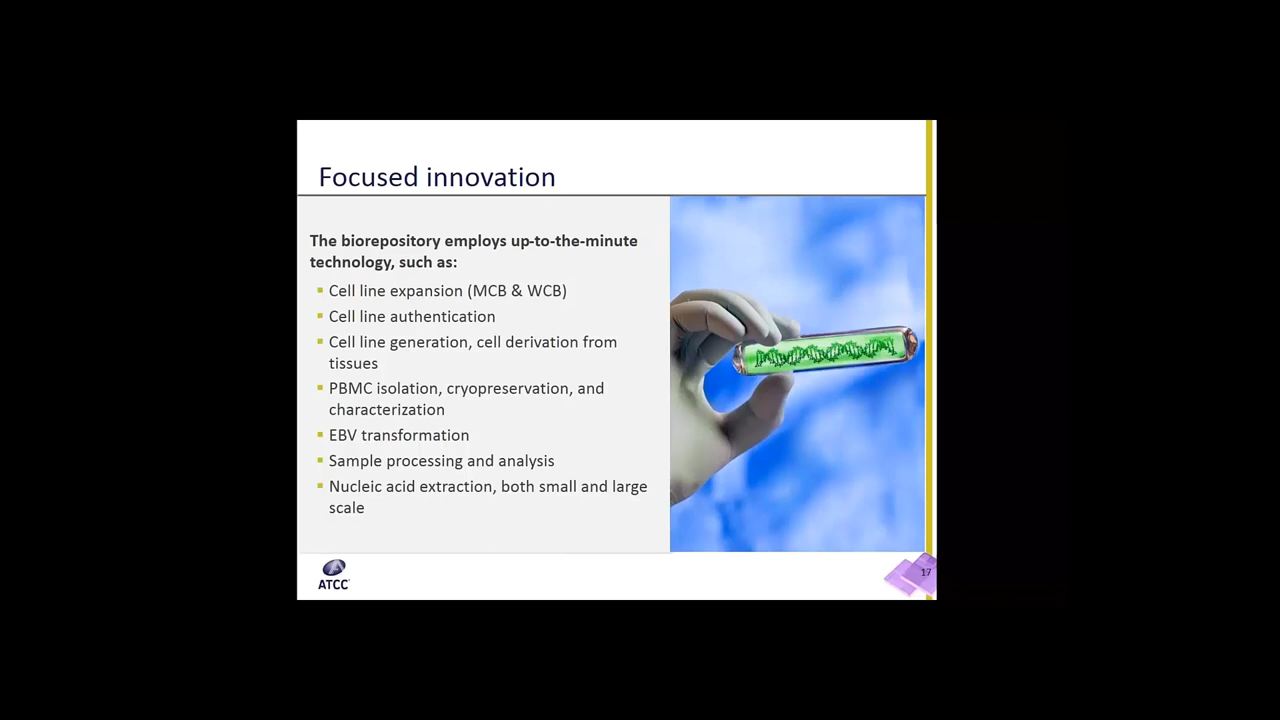 Focused innovation
The biorepository employs up-to-the-minute
technology, such as:
Cell line expansion (MCB & WCB)
Cell line authentication
Cell line generation, cell derivation from
tissues
PBMC isolation, cryopreservation, and
characterization
EBV transformation
Sample processing and analysis
Nucleic acid extraction, both small and large
scale
ATCC
17